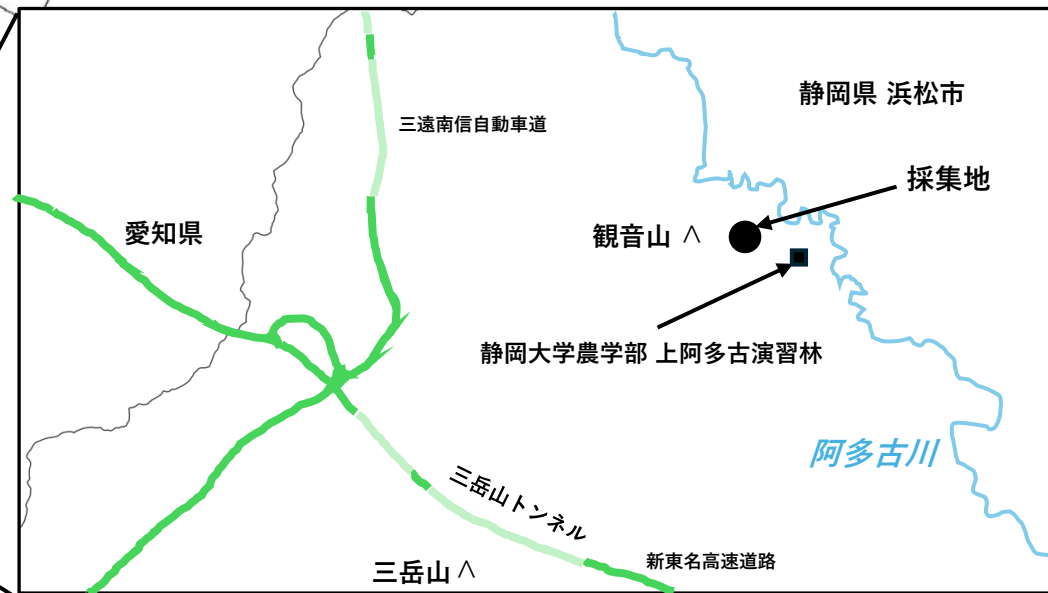 静岡県 浜松市
三遠南信自動車道
採集地
愛知県
観音山 ^
静岡大学農学部 上阿多古演習林
阿多古川
三岳山トンネル
新東名高速道路
三岳山 ^